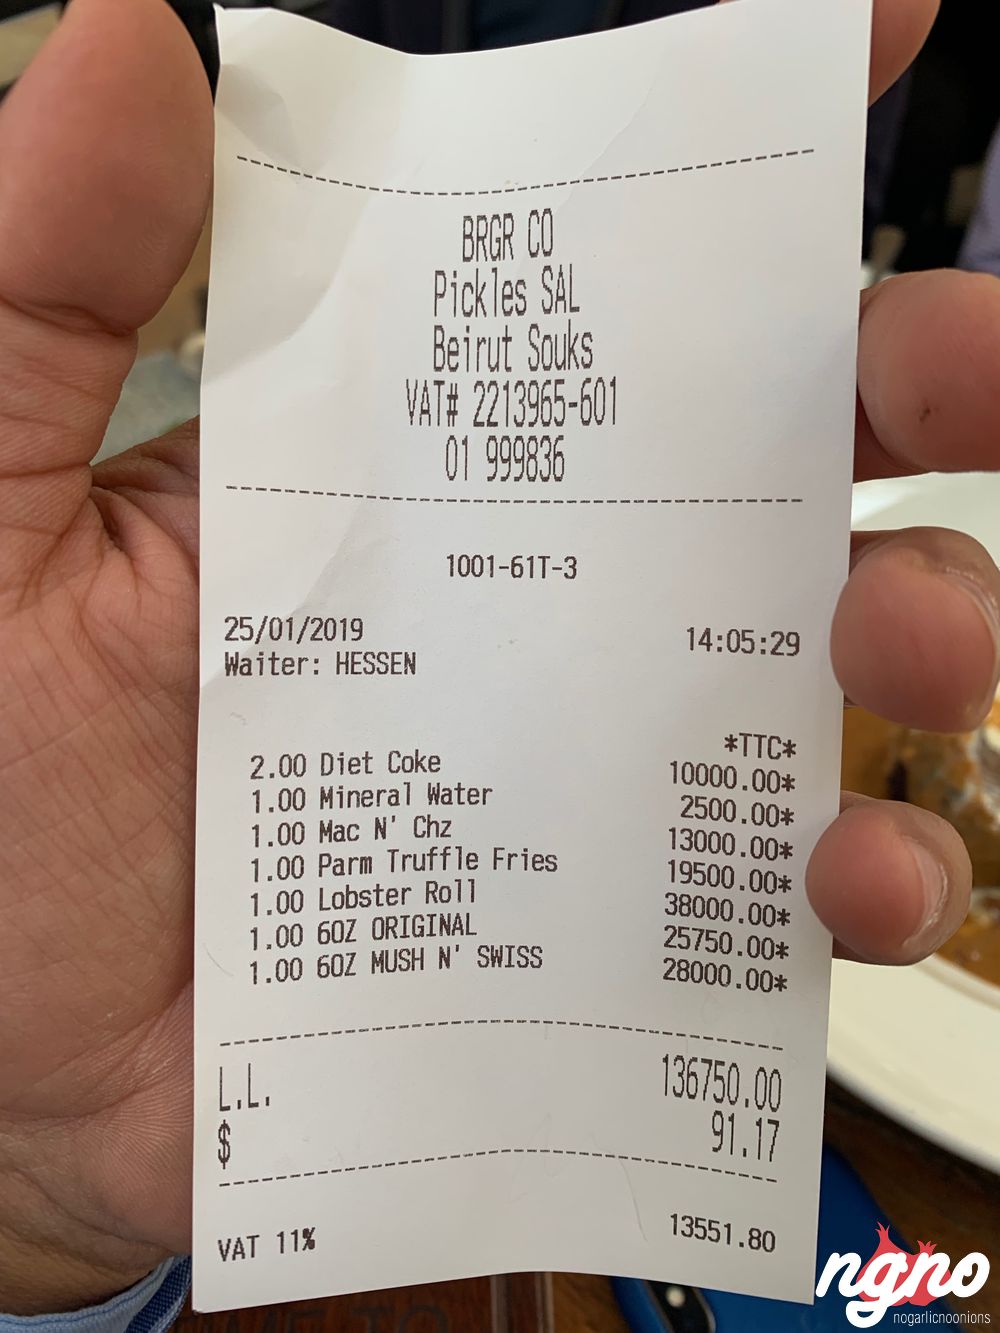 BRGR CO
Pickles SAL
Beirut Souks
VAT# 2213965-601
01 999836
1001-61T-3
25/01/2019 14:05:29
Waiter: HESSEN
*TTC*
2.00 Diet Coke 10000.00*
1.00 Mineral Water 2500.00*
1.00 Mac N' Chz 13000.00*
1.00 Parm Truffle Fries 19500.00*
1.00 Lobster Roll 38000.00*
1.00 6OZ ORIGINAL 25750.00*
1.00 6OZ MUSH N' SWISS 28000.00*
L.L. 136750.00
$ 91.17
VAT 11% 13551.80
ngno
nogarlicnoonions